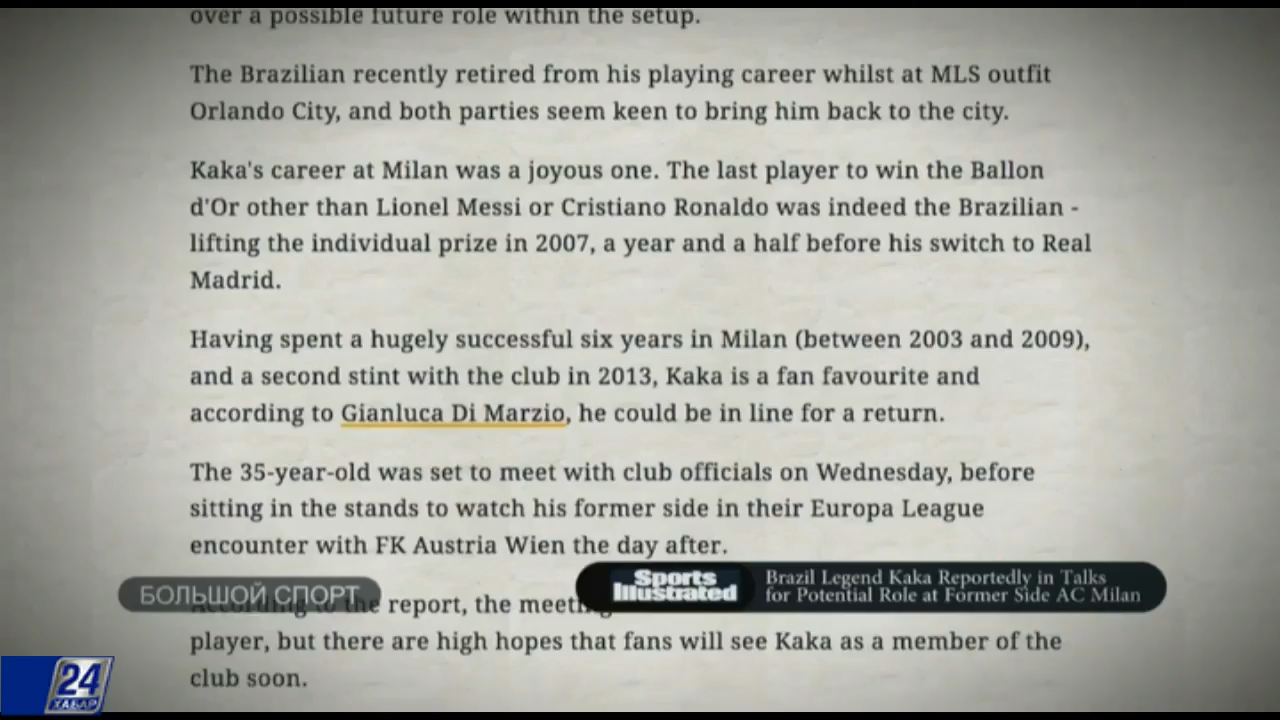 over a possible future role within the setup.
The Brazilian recently retired from his playing career whilst at MLS outfit
Orlando City, and both parties seem keen to bring him back to the city.
Kaka's career at Milan was a joyous one. The last player to win the Ballon
d'Or other than Lionel Messi or Cristiano Ronaldo was indeed the Brazilian -
lifting the individual prize in 2007, a year and a half before his switch to Real
Madrid.
Having spent a hugely successful six years in Milan (between 2003 and 2009),
and a second stint with the club in 2013, Kaka is a fan favourite and
according to Gianluca Di Marzio, he could be in line for a return.
The 35-year-old was set to meet with club officials on Wednesday, before
sitting in the stands to watch his former side in their Europa League
encounter with FK Austria Wien the day after.
БОЛЬШОЙ СПОРТ
Sports
Illustrated
Brazil Legend Kaka Reportedly in Talks
for Potential Role at Former Side AC Milan
According to the report, the
player, but there are high hopes that fans will see Kaka as a member of the
club soon.
24
ХАБАР